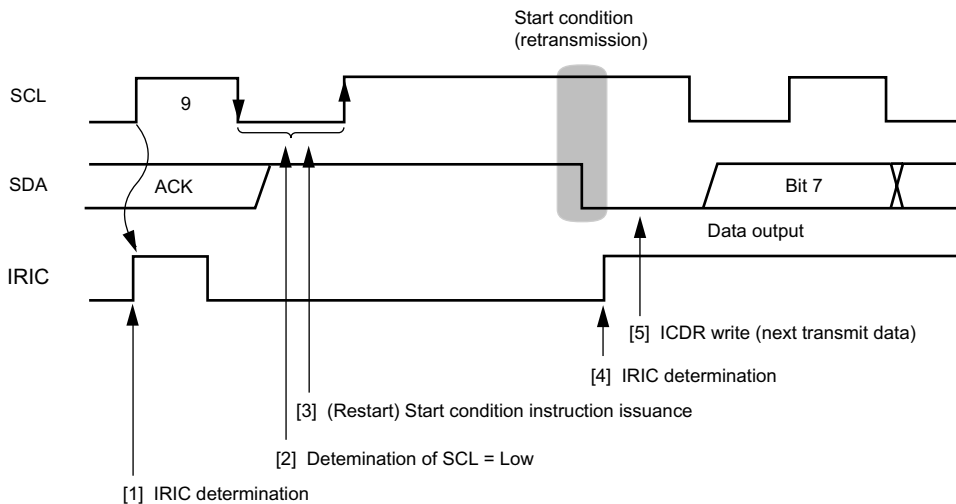 Start condition
(retransmission)
SCL
9
SDA
ACK
Bit 7
Data output
IRIC
[5] ICDR write (next transmit data)
[4] IRIC determination
[3] (Restart) Start condition instruction issuance
[2] Detemination of SCL = Low
[1] IRIC determination